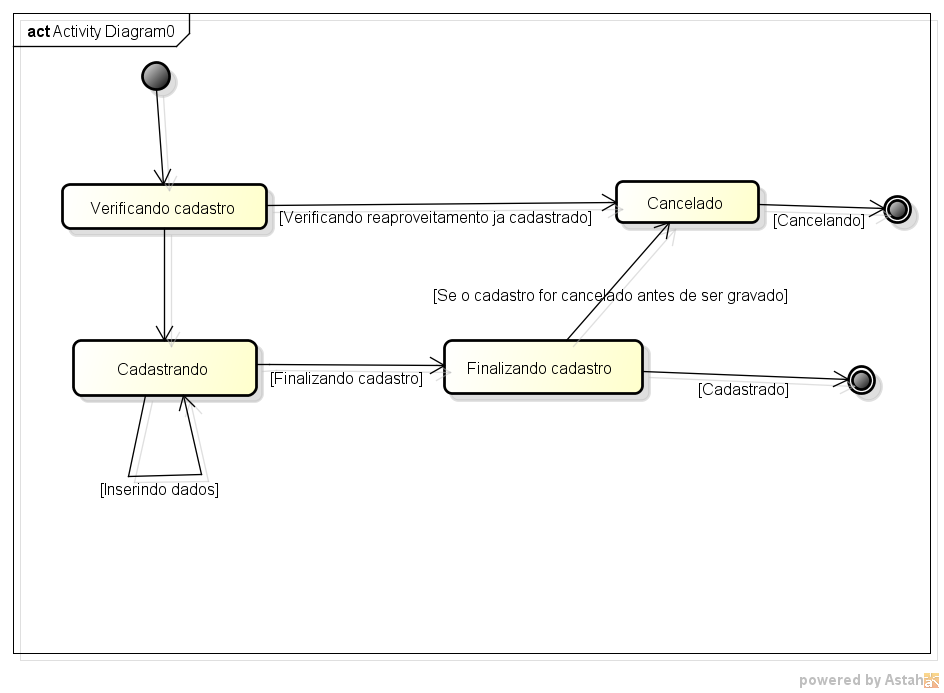 act Activity Diagram0
Verificando cadastro
[Verificando reaproveitamento ja cadastrado]
Cancelado
[Cancelando]
[Se o cadastro for cancelado antes de ser gravado]
Cadastrando
[Finalizando cadastro]
Finalizando cadastro
[Cadastrado]
[Inserindo dados]
powered by Astah